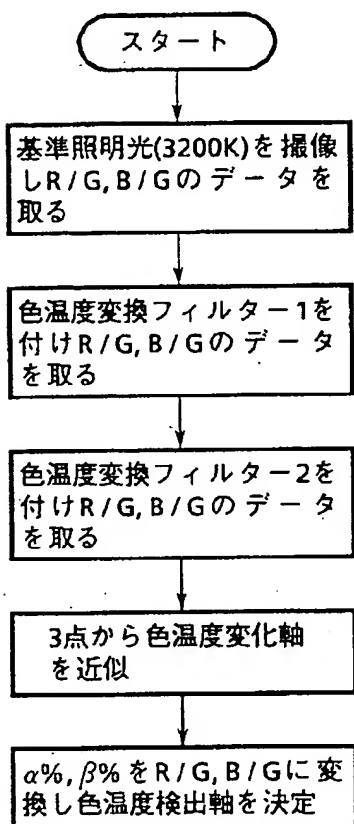 スタート
基準照明光(3200K)を撮像
しR/G,B/Gのデータを
取る
色温度変換フィルター1を
付けR/G,B/Gのデータ
を取る
色温度変換フィルター2を
付けR/G,B/Gのデータ
を取る
3点から色温度変化軸
を近似
α%,β%をR/G,B/Gに変
換し色温度検出軸を決定